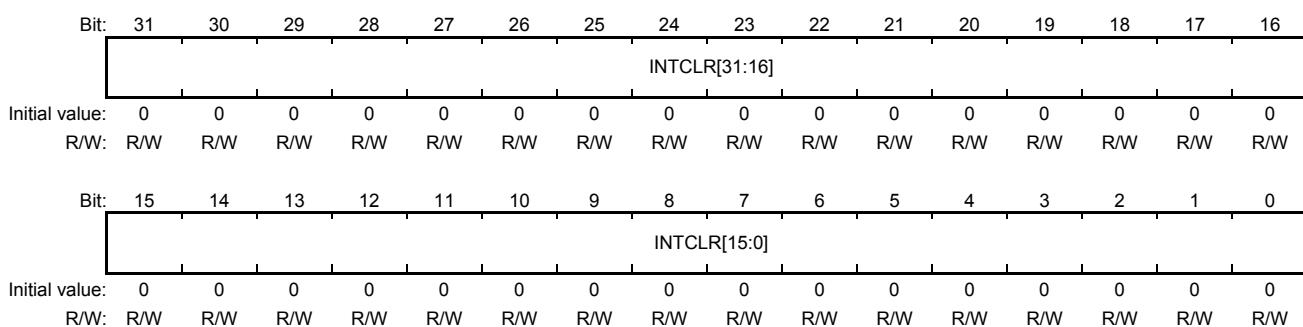 Bit: 31 30 29 28 27 26 25 24 23 22 21 20 19 18 17 16
INTCLR[31:16]
Initial value: 0 0 0 0 0 0 0 0 0 0 0 0 0 0 0 0
R/W: R/W R/W R/W R/W R/W R/W R/W R/W R/W R/W R/W R/W R/W R/W R/W R/W
Bit: 15 14 13 12 11 10 9 8 7 6 5 4 3 2 1 0
INTCLR[15:0]
Initial value: 0 0 0 0 0 0 0 0 0 0 0 0 0 0 0 0
R/W: R/W R/W R/W R/W R/W R/W R/W R/W R/W R/W R/W R/W R/W R/W R/W R/W